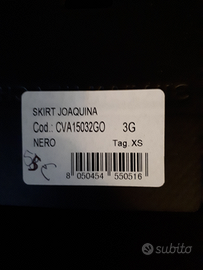 SKIRT JOAQUINA
Cod.: CVA15032GO 3G
NERO Tag. XS
8 050454 550516
subito